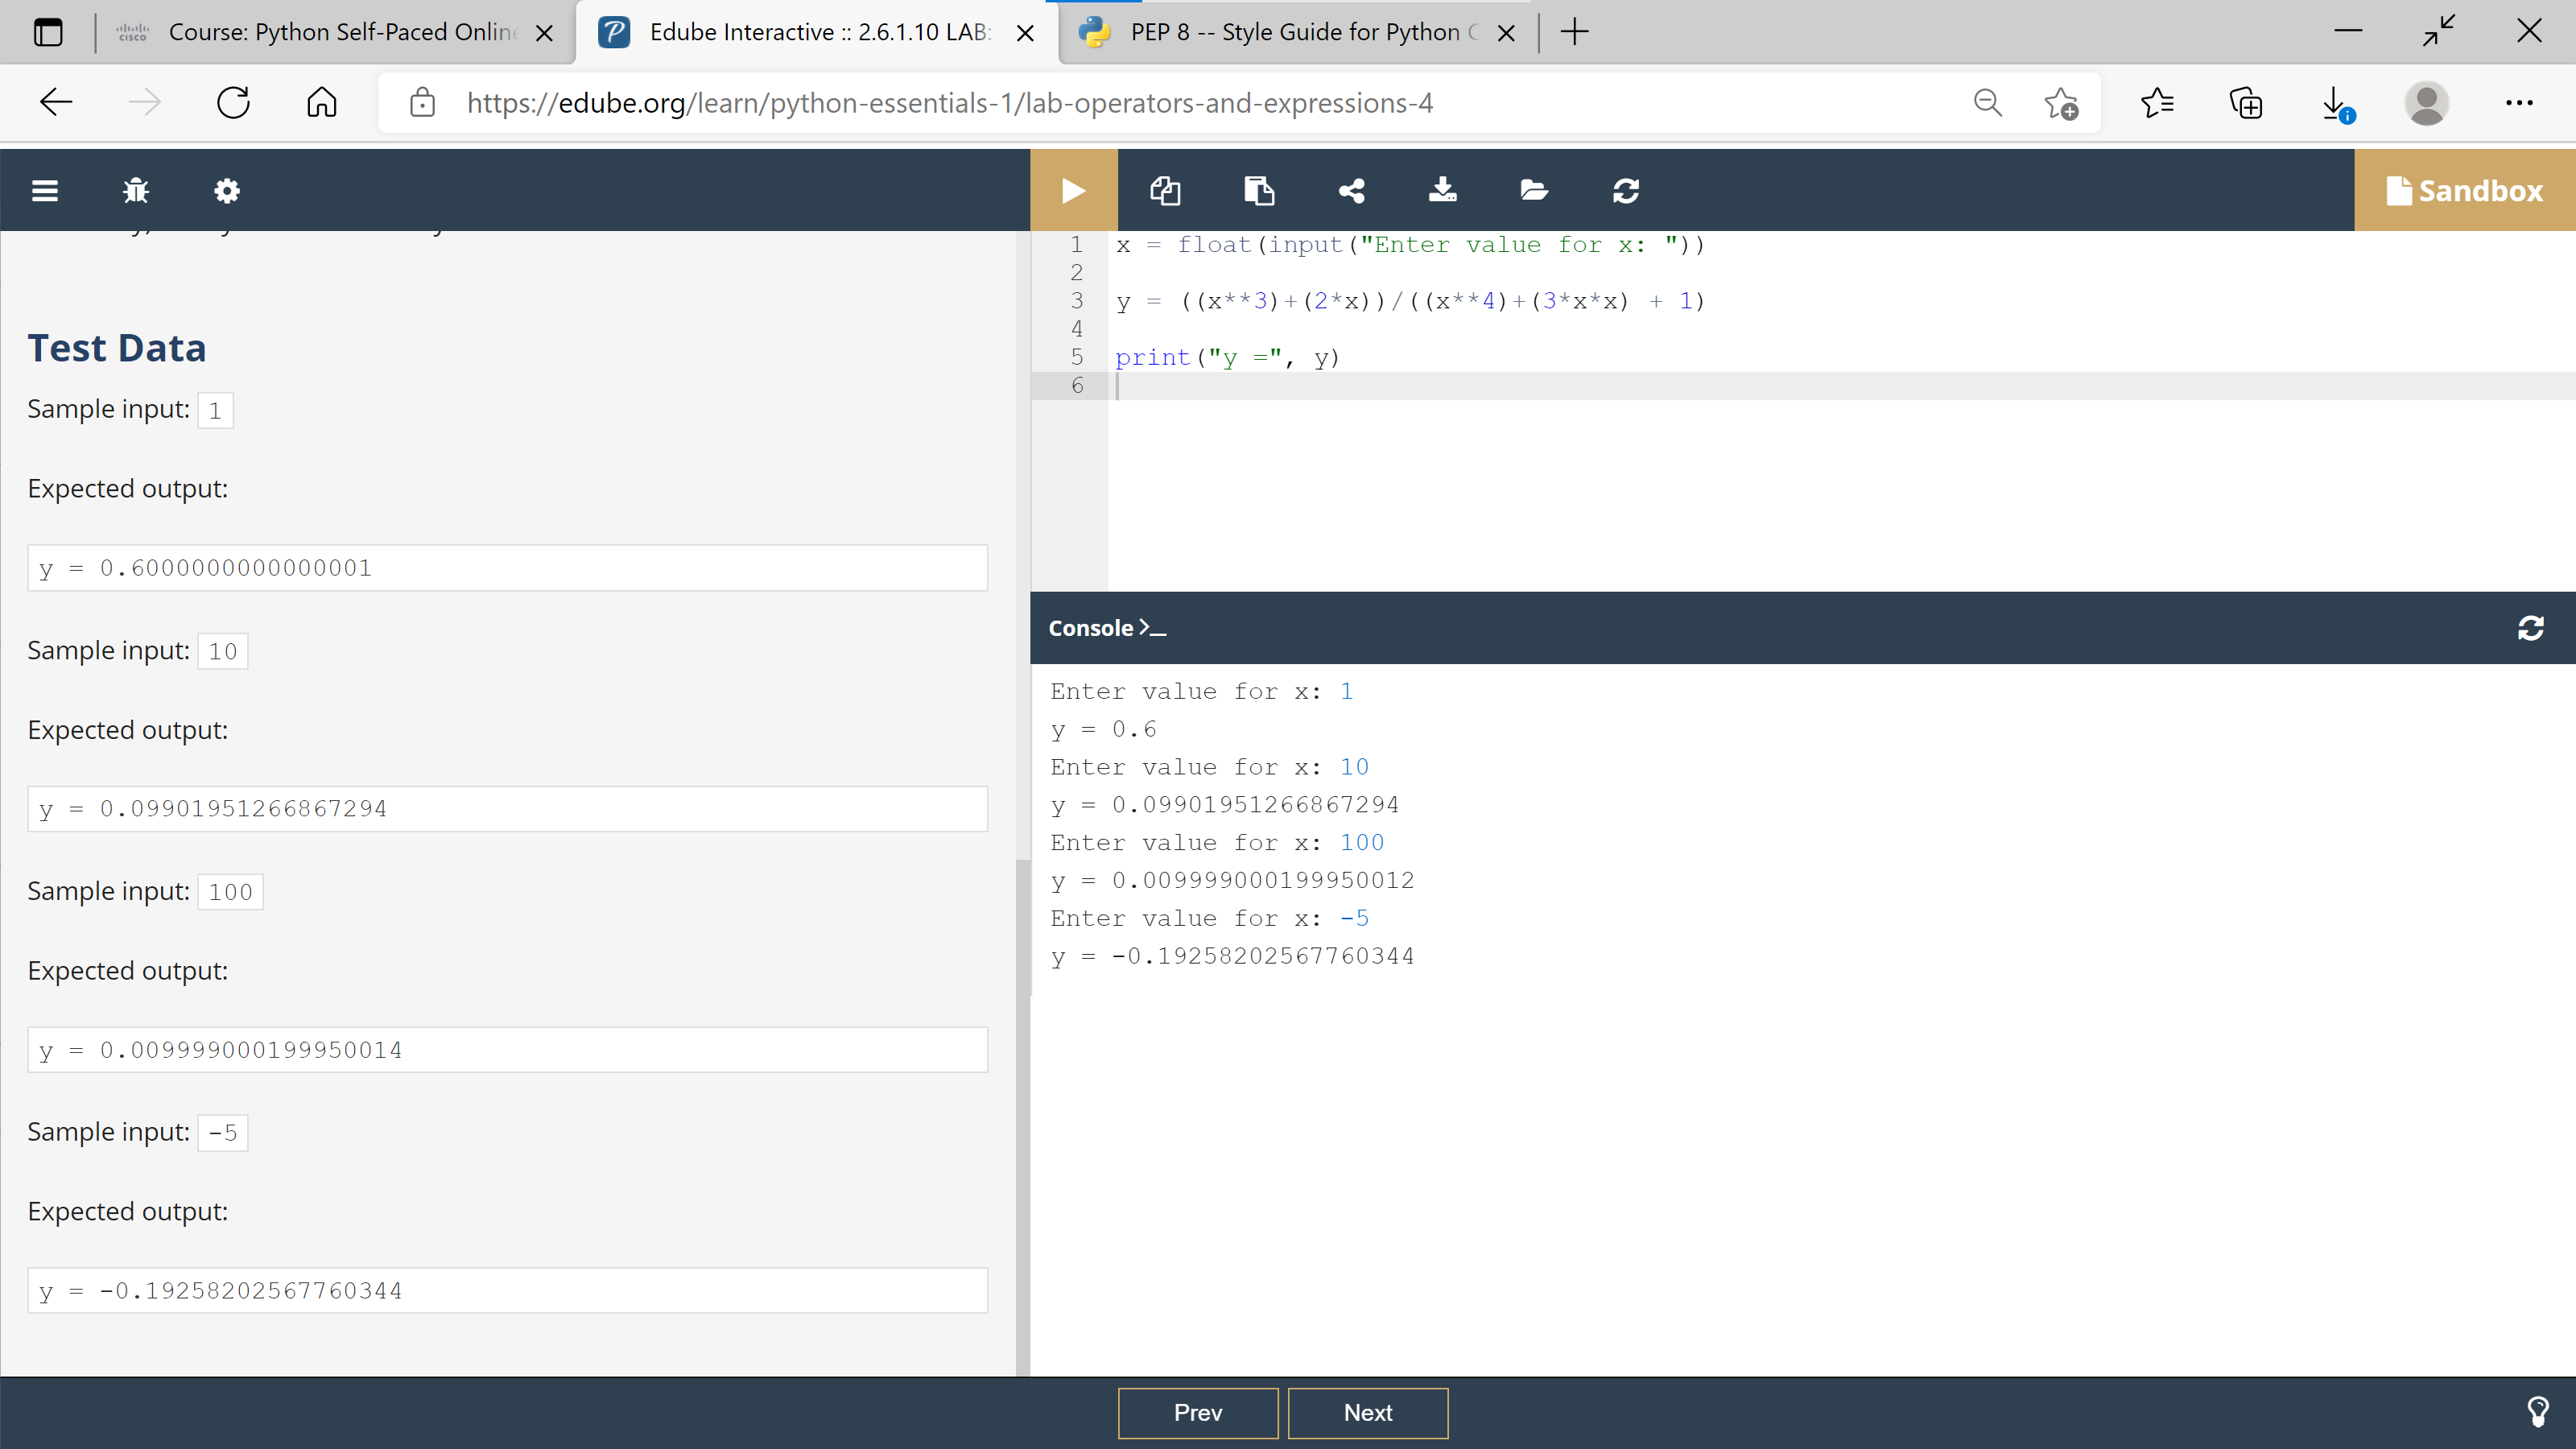 Course: Python Self-Paced Online
Edube Interactive :: 2.6.1.10 LAB:
PEP 8 -- Style Guide for Python C
https://edube.org/learn/python-essentials-1/lab-operators-and-expressions-4
Sandbox
Test Data
Sample input: 1
Expected output:
y = 0.6000000000000001
Sample input: 10
Expected output:
y = 0.09901951266867294
Sample input: 100
Expected output:
y = 0.009999000199950014
Sample input: -5
Expected output:
y = -0.19258202567760344
1 x = float(input("Enter value for x: "))
2
3 y = ((x**3)+(2*x))/((x**4)+(3*x*x) + 1)
4
5 print("y =", y)
6
Console >_
Enter value for x: 1
y = 0.6
Enter value for x: 10
y = 0.09901951266867294
Enter value for x: 100
y = 0.009999000199950012
Enter value for x: -5
y = -0.19258202567760344
Prev
Next